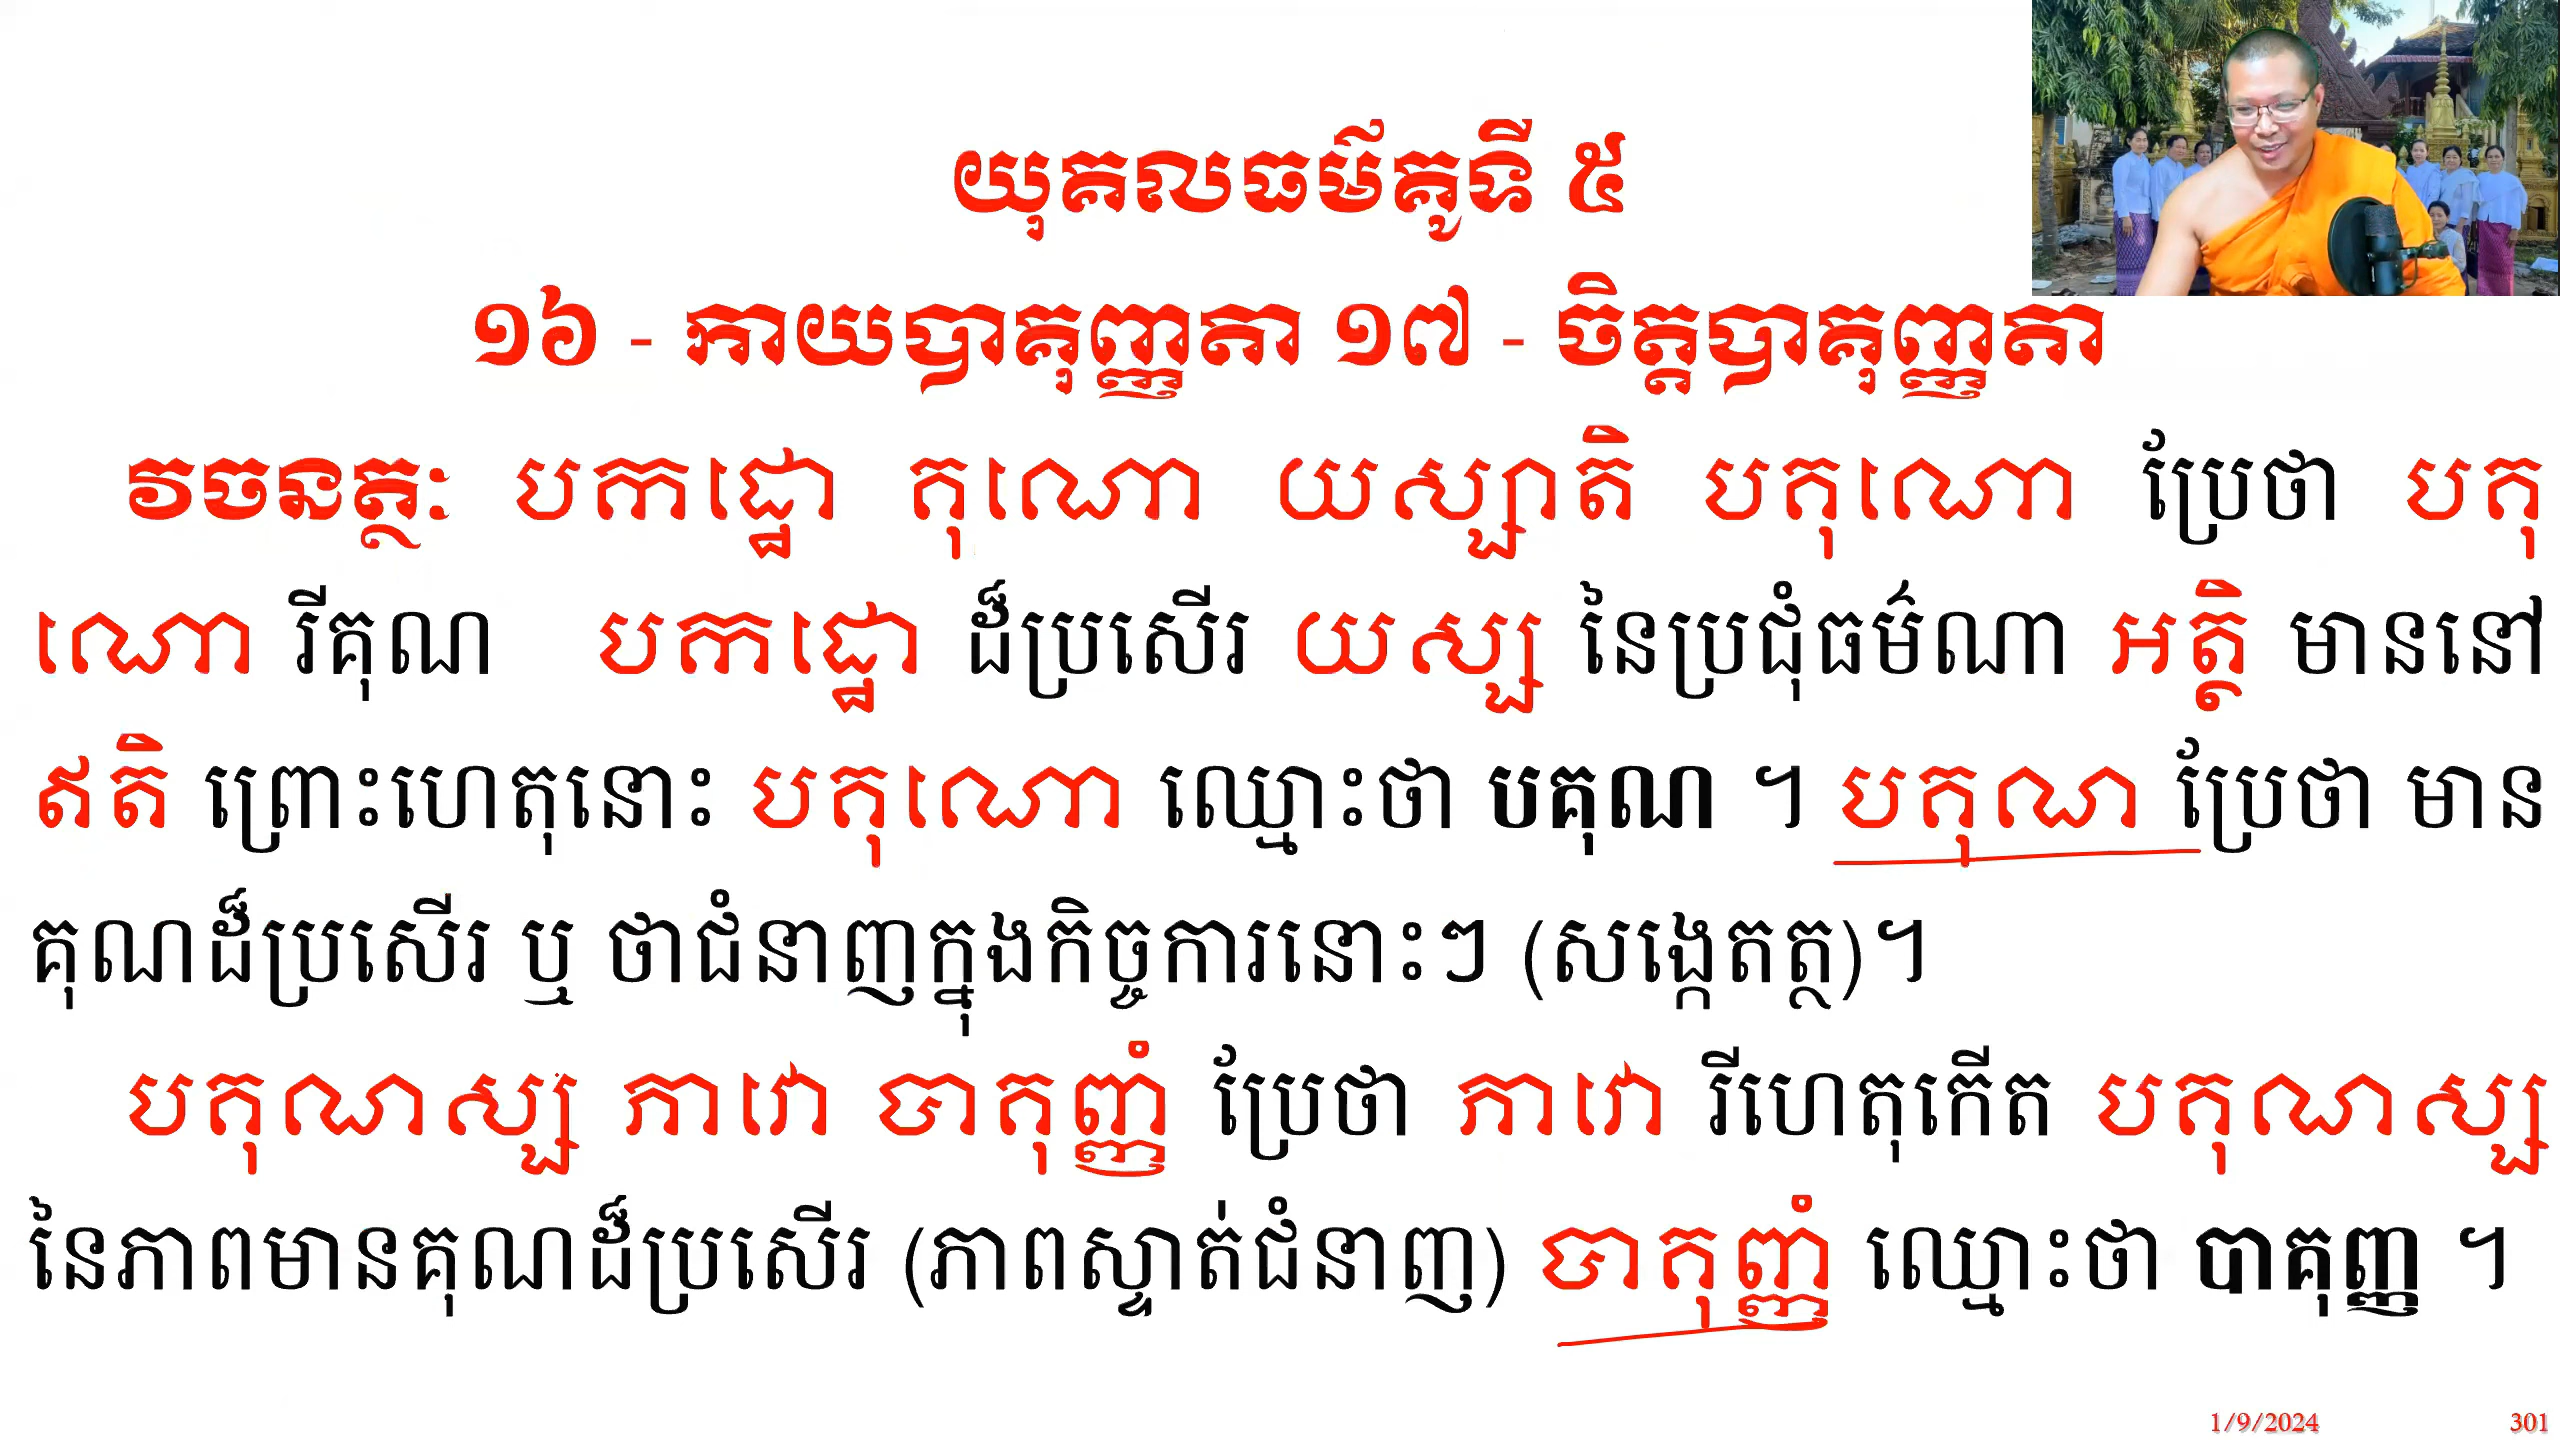 យុគលធម៌គូទី ៥
១៦ - កាយបាគុញ្ញតា ១៧ - ចិត្តបាគុញ្ញតា
វចនត្ថៈ បកដ្ឋោ គុណោ យស្សាតិ បគុណោ ប្រែថា បគុ
ណោ រីគុណ បកដ្ឋោ ដ៏ប្រសើរ យស្ស នៃប្រជុំធម៌ណា អត្ថិ មាននៅ
ឥតិ ព្រោះហេតុនោះ បគុណោ ឈ្មោះថា បគុណ ។ បគុណ ប្រែថា មាន
គុណដ៏ប្រសើរ ឬ ថាជំនាញក្នុងកិច្ចការនោះៗ (សង្កេតត្ថ)។
បគុណស្ស ភាវោ បាគុញ្ញំ ប្រែថា ភាវោ រីហេតុកើត បគុណស្ស
នៃភាពមានគុណដ៏ប្រសើរ (ភាពស្ទាត់ជំនាញ) បាគុញ្ញំ ឈ្មោះថា បាគុញ្ញ ។
1/9/2024 301